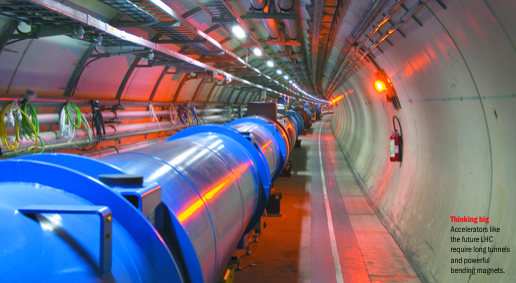 Thinking big
Accelerators like
the future LHC
require long tunnels
and powerful
bending magnets.